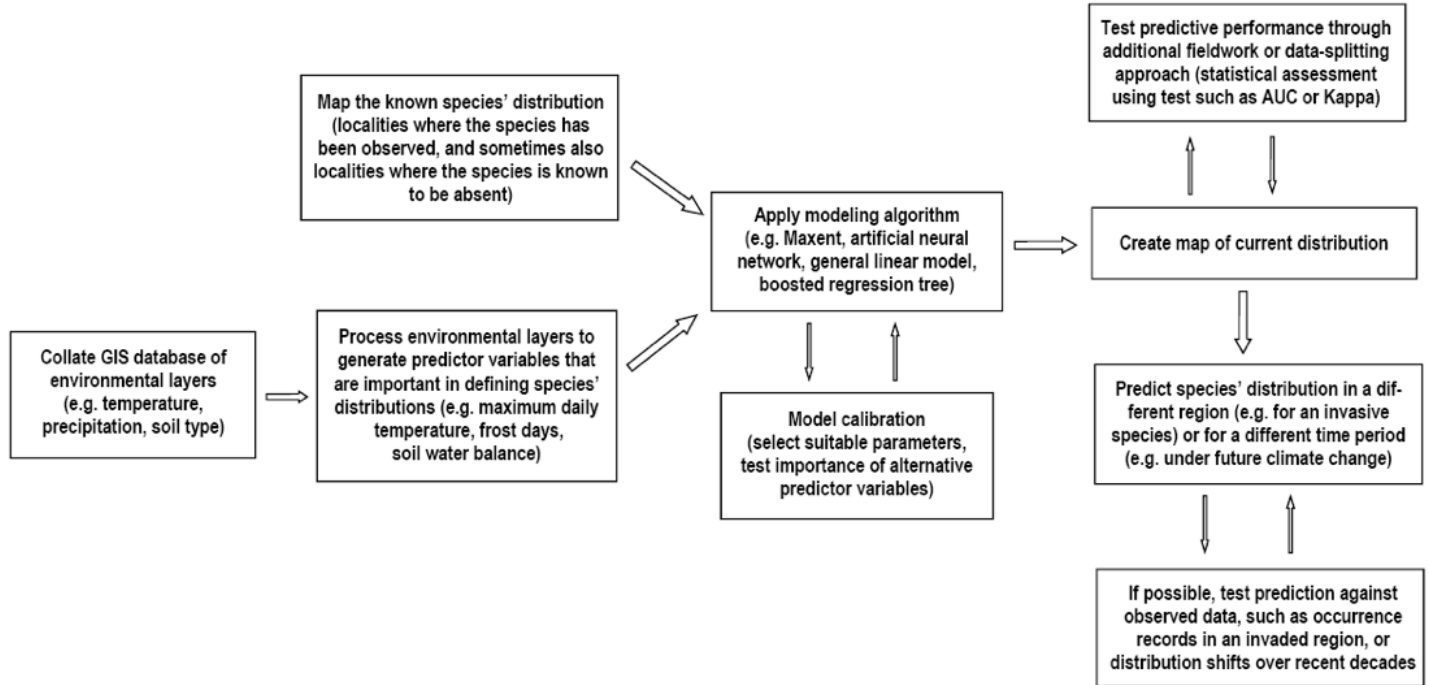 Collate GIS database of
environmental layers
(e.g. temperature,
precipitation, soil type)
Map the known species’ distribution
(localities where the species has
been observed, and sometimes also
localities where the species is known
to be absent)
Process environmental layers to
generate predictor variables that
are important in defining species’
distributions (e.g. maximum daily
temperature, frost days,
soil water balance)
Apply modeling algorithm
(e.g. Maxent, artificial neural
network, general linear model,
boosted regression tree)
Model calibration
(select suitable parameters,
test importance of alternative
predictor variables)
Test predictive performance through
additional fieldwork or data-splitting
approach (statistical assessment
using test such as AUC or Kappa)
Create map of current distribution
Predict species’ distribution in a dif-
ferent region (e.g. for an invasive
species) or for a different time period
(e.g. under future climate change)
If possible, test prediction against
observed data, such as occurrence
records in an invaded region, or
distribution shifts over recent decades